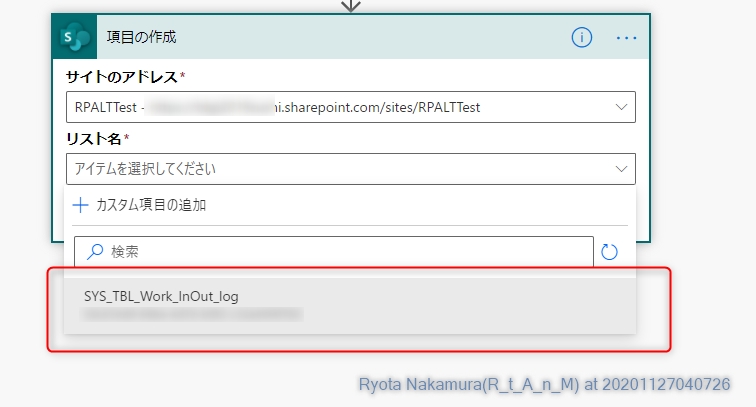 項目の作成
サイトのアドレス*
RPALTTest - ni.sharepoint.com/sites/RPALTTest
リスト名*
アイテムを選択してください
カスタム項目の追加
検索
SYS_TBL_Work_InOut_log
Ryota Nakamura(R_t_A_n_M) at 20201127040726